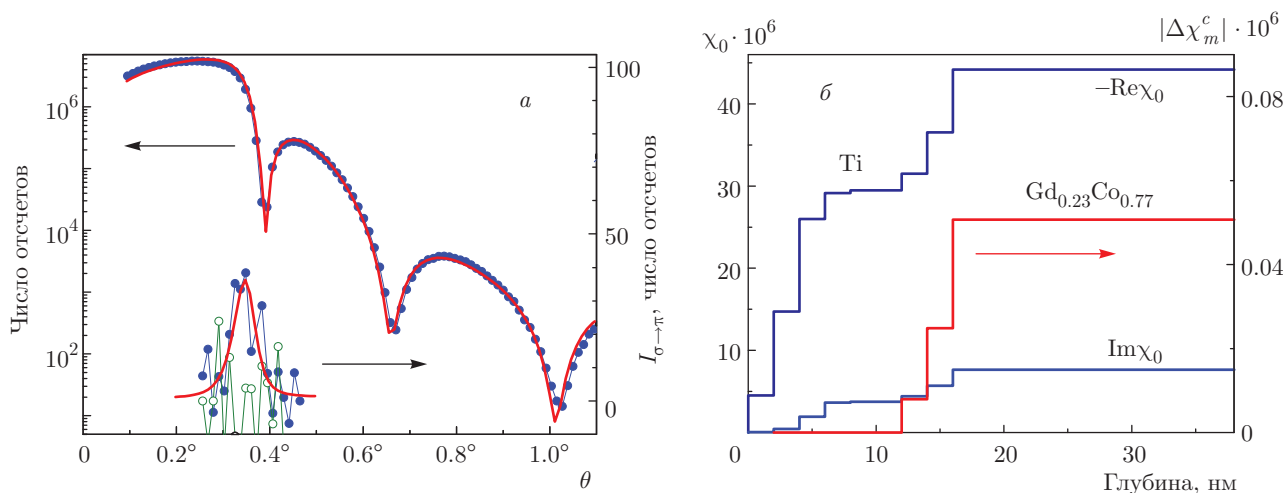 Число отсчетов
10⁶
10⁴
10²
а
100
50
0
I_{σ→π}, число отсчетов
0
0.2°
0.4°
0.6°
0.8°
1.0°
θ
χ₀ · 10⁶
|Δχ_m^c| · 10⁶
б
40
30
20
10
0
0.08
0.04
0
−Reχ₀
Ti
Gd₀.₂₃Co₀.₇₇
Imχ₀
0
10
20
30
Глубина, нм